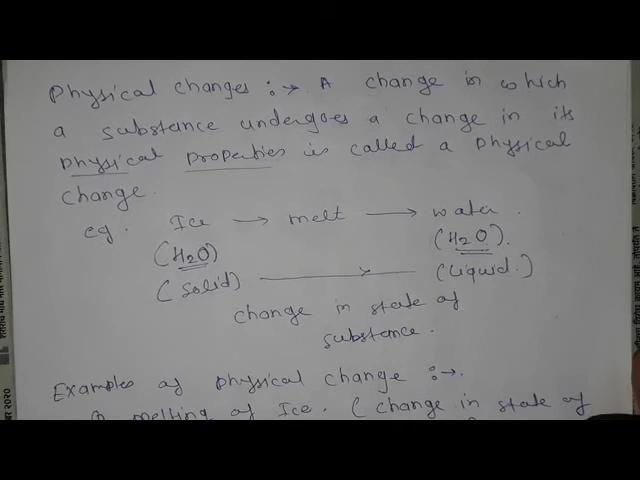 Physical changes :→ A change in which
a substance undergoes a change in its
physical properties is called a physical
change.
eg. Ice → melt → water.
(H2O) (H2O).
(Solid) → (Liquid.)
change in state of
substance.
Examples of physical change :→.
melting of Ice. (change in state of